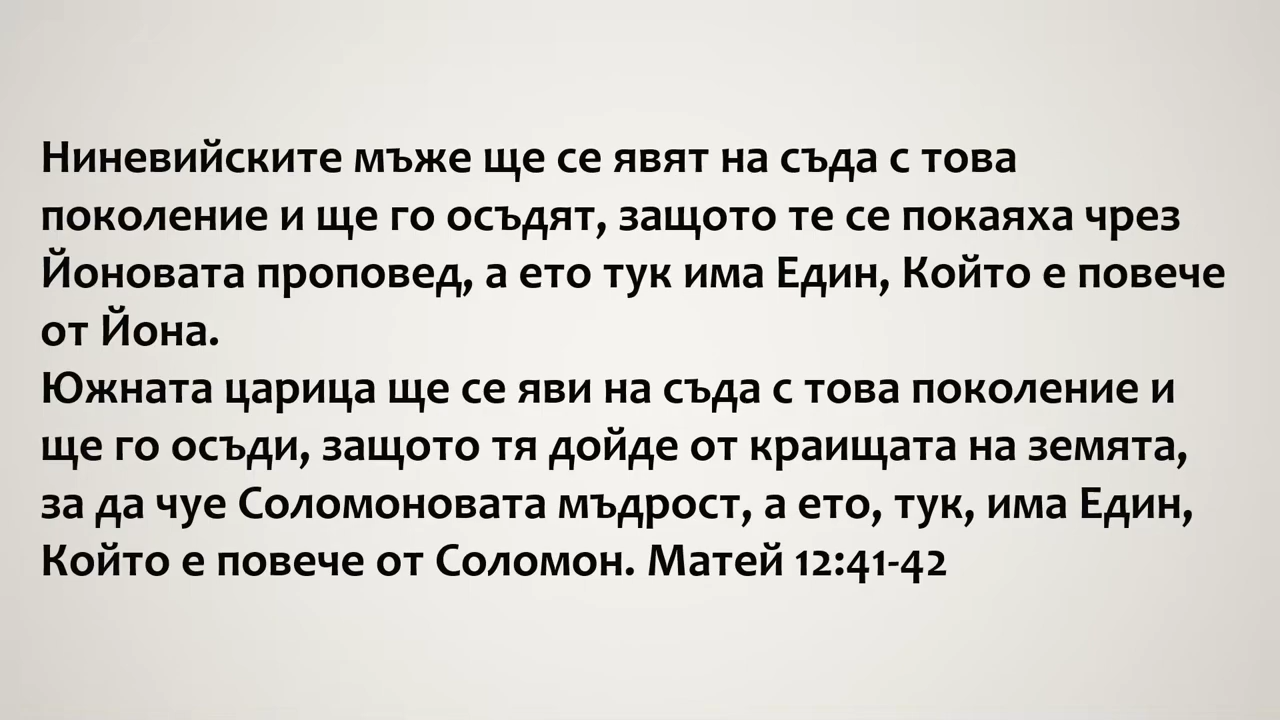 Ниневийските мъже ще се явят на съда с това
поколение и ще го осъдят, защото те се покаяха чрез
Йоновата проповед, а ето тук има Един, Който е повече
от Йона.
Южната царица ще се яви на съда с това поколение и
ще го осъди, защото тя дойде от краищата на земята,
за да чуе Соломоновата мъдрост, а ето, тук, има Един,
Който е повече от Соломон. Матей 12:41-42